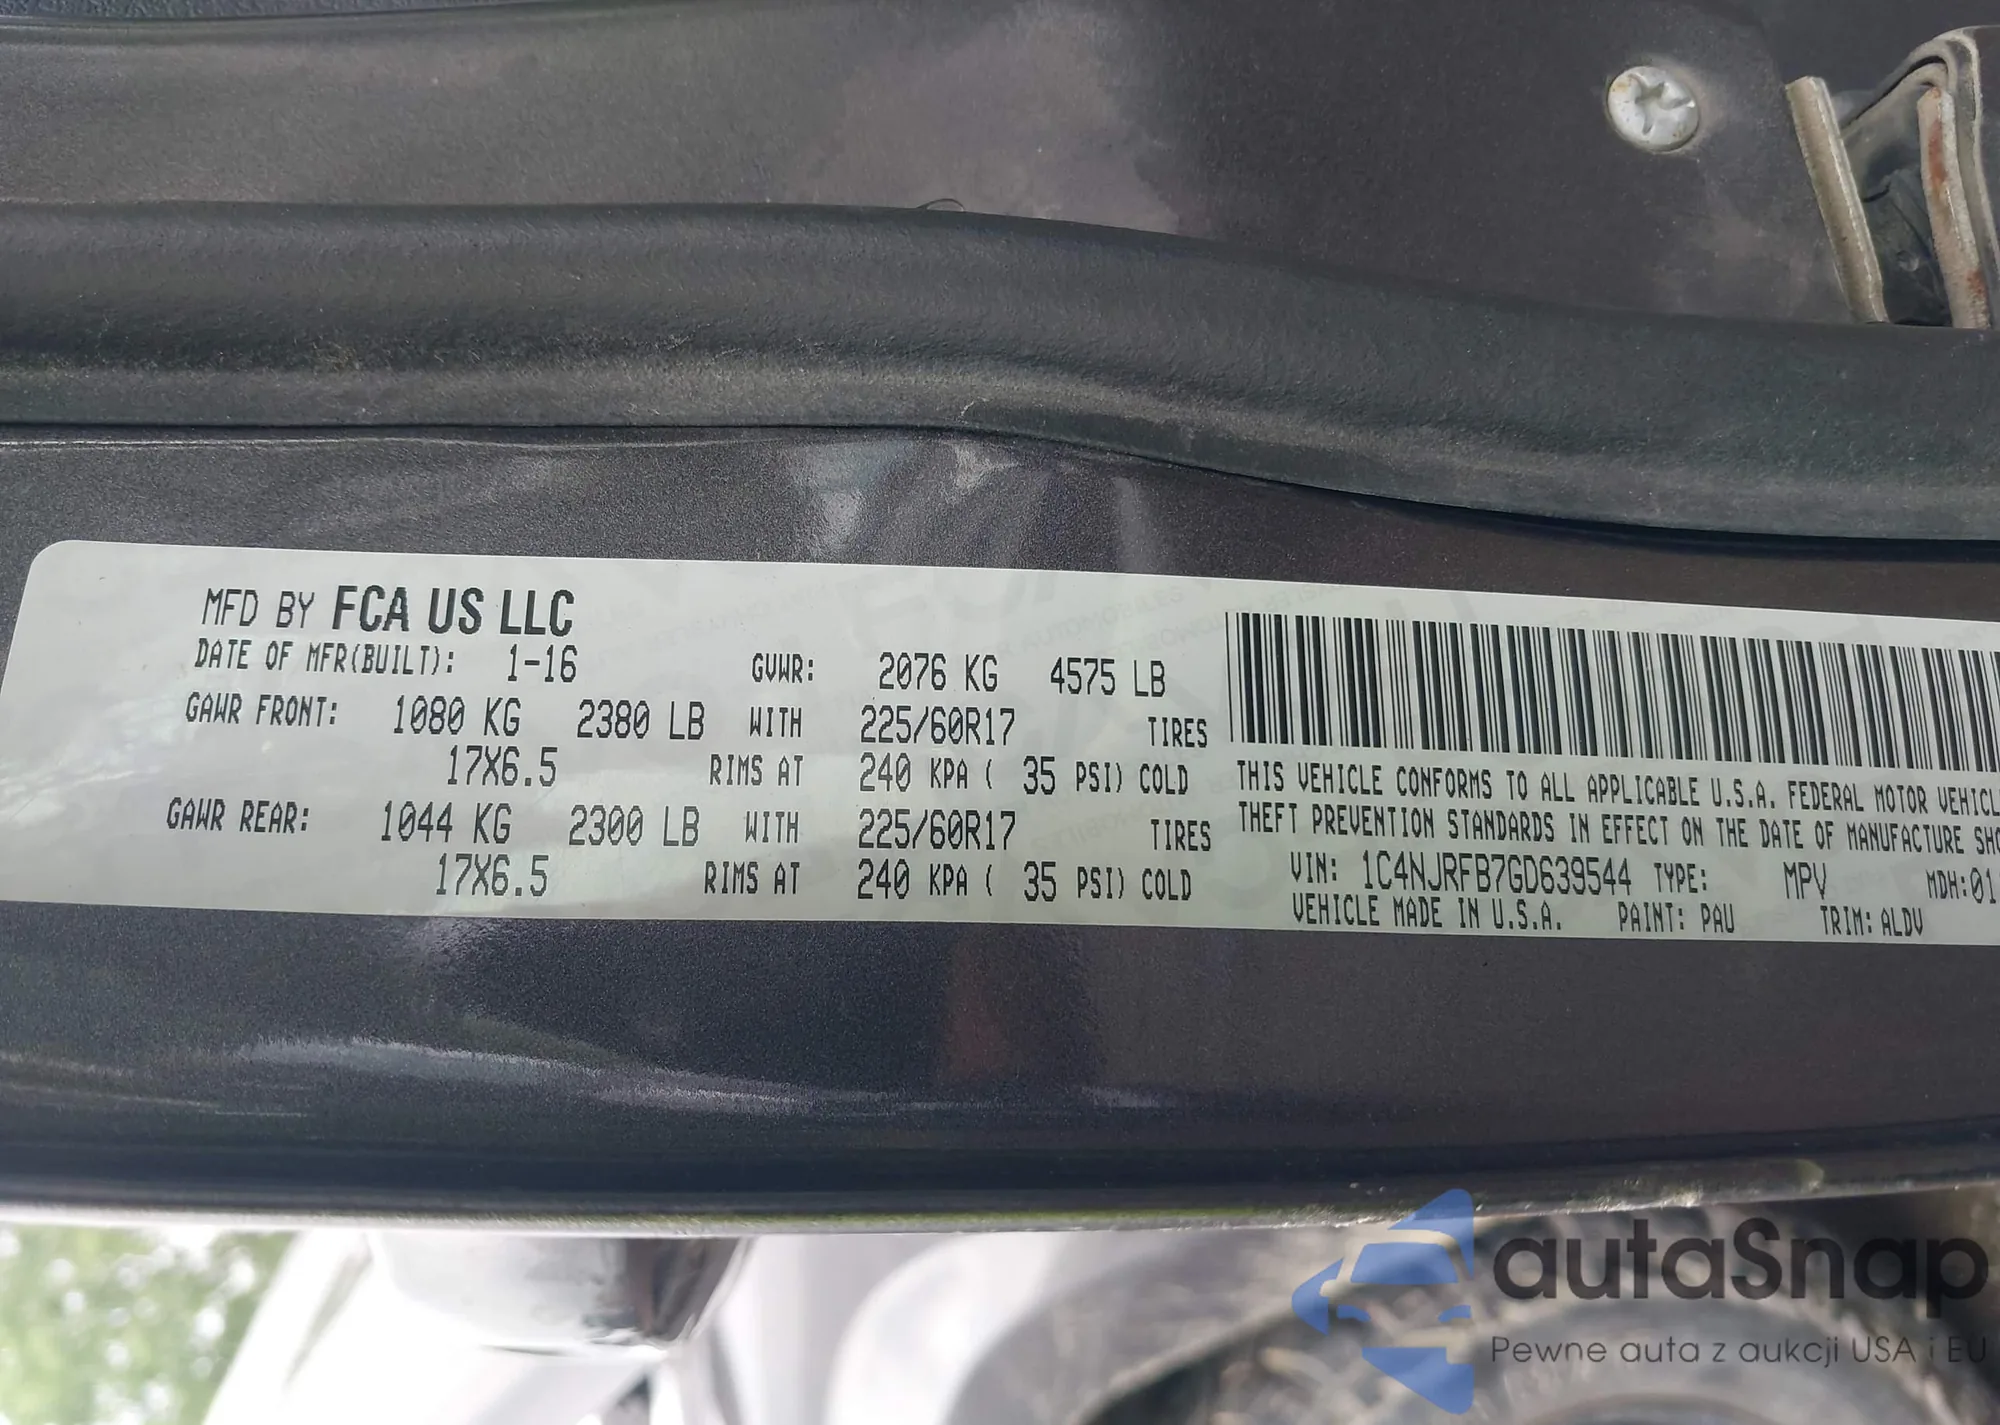 MFD BY FCA US LLC
DATE OF MFR(BUILT): 1-16 GVWR: 2076 KG 4575 LB
GAWR FRONT: 1080 KG 2380 LB WITH 225/60R17 TIRES
17X6.5 RIMS AT 240 KPA ( 35 PSI) COLD
GAWR REAR: 1044 KG 2300 LB WITH 225/60R17 TIRES
17X6.5 RIMS AT 240 KPA ( 35 PSI) COLD
THIS VEHICLE CONFORMS TO ALL APPLICABLE U.S.A. FEDERAL MOTOR VEHICL
THEFT PREVENTION STANDARDS IN EFFECT ON THE DATE OF MANUFACTURE SHO
VIN: 1C4NJRFB7GD639544 TYPE: MPV MDH:01
VEHICLE MADE IN U.S.A. PAINT: PAU TRIM: ALDV
autaSnap
Pewne auta z aukcji USA i EU